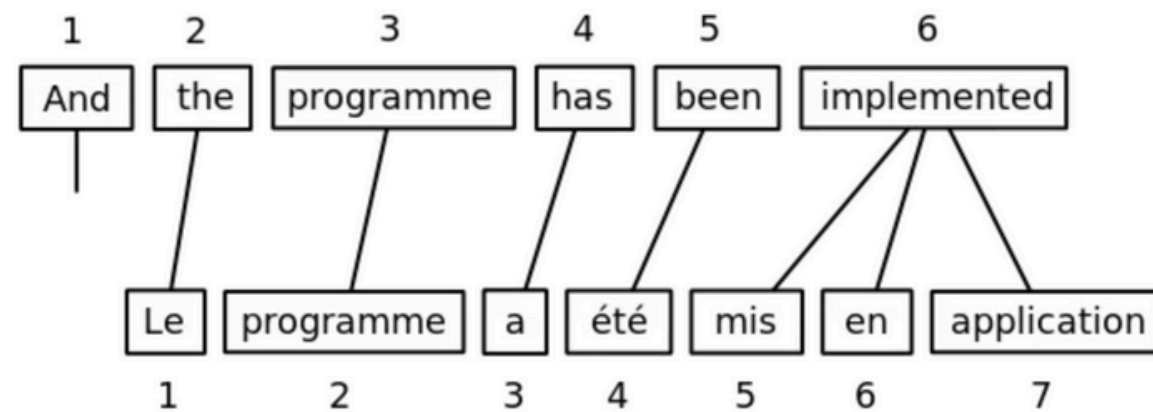 1 2 3 4 5 6
And the programme has been implemented
Le programme a été mis en application
1 2 3 4 5 6 7